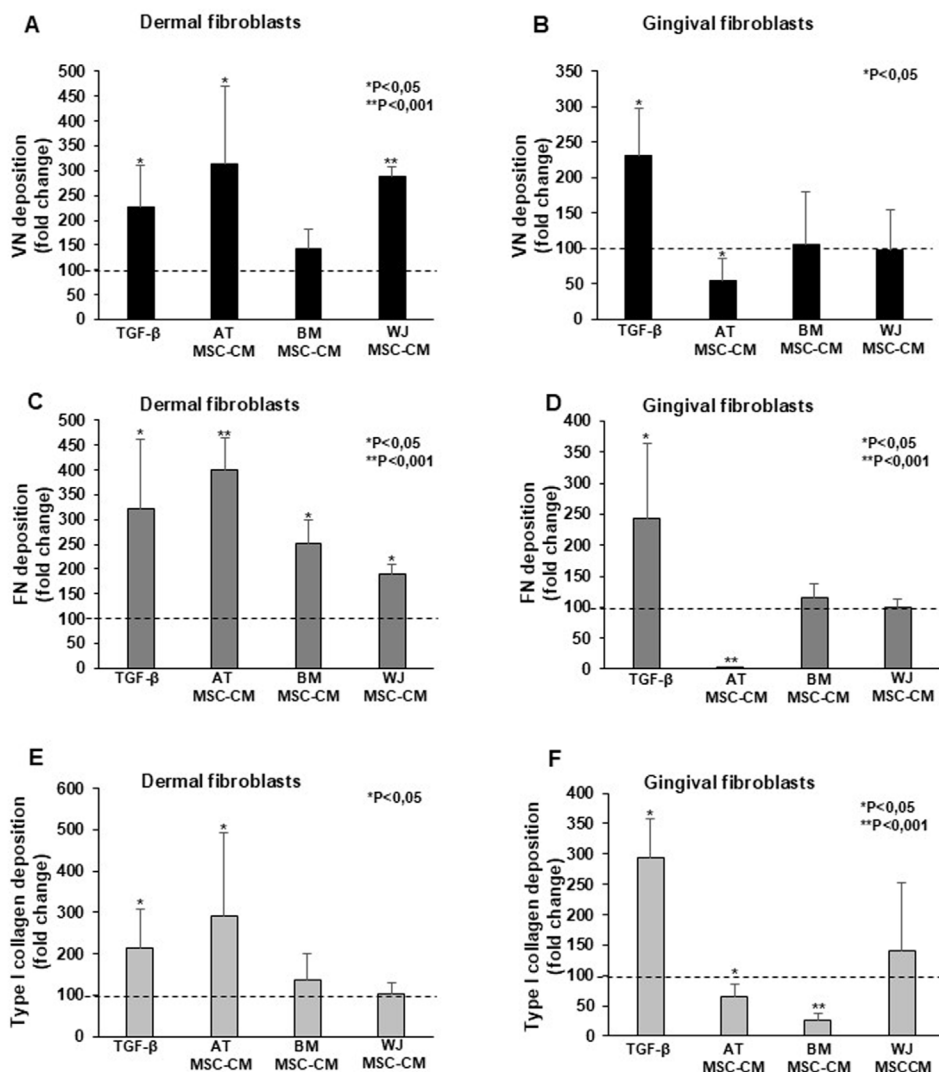 A
Dermal fibroblasts
*P<0,05
**P<0,001
VN deposition
(fold change)
500
450
400
350
300
250
200
150
100
50
0
*
*
**
TGF-β
AT
MSC-CM
BM
MSC-CM
WJ
MSC-CM
B
Gingival fibroblasts
*P<0,05
VN deposition
(fold change)
350
300
250
200
150
100
50
0
*
*
TGF-β
AT
MSC-CM
BM
MSC-CM
WJ
MSC-CM
C
Dermal fibroblasts
*P<0,05
**P<0,001
FN deposition
(fold change)
500
450
400
350
300
250
200
150
100
50
0
*
**
*
*
TGF-β
AT
MSC-CM
BM
MSC-CM
WJ
MSC-CM
D
Gingival fibroblasts
*P<0,05
**P<0,001
FN deposition
(fold change)
400
350
300
250
200
150
100
50
0
*
**
TGF-β
AT
MSC-CM
BM
MSC-CM
WJ
MSC-CM
E
Dermal fibroblasts
*P<0,05
Type I collagen deposition
(fold change)
600
500
400
300
200
100
0
*
*
TGF-β
AT
MSC-CM
BM
MSC-CM
WJ
MSC-CM
F
Gingival fibroblasts
*P<0,05
**P<0,001
Type I collagen deposition
(fold change)
400
350
300
250
200
150
100
50
0
*
*
**
TGF-β
AT
MSC-CM
BM
MSC-CM
WJ
MSCCM